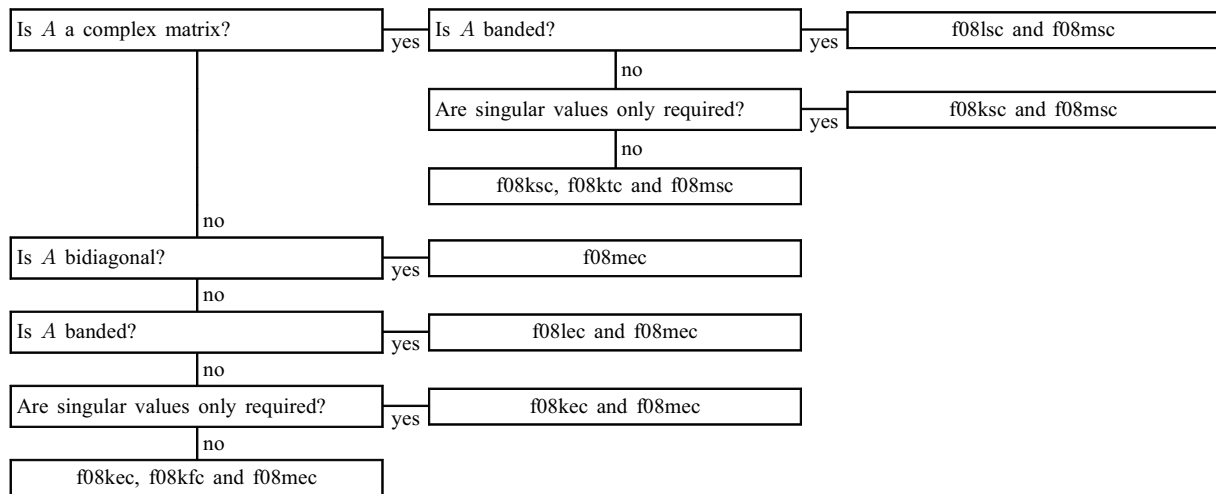 Is A a complex matrix?
yes
Is A banded?
yes
f08lsc and f08msc
no
Are singular values only required?
yes
f08ksc and f08msc
no
f08ksc, f08ktc and f08msc
no
Is A bidiagonal?
yes
f08mec
no
Is A banded?
yes
f08lec and f08mec
no
Are singular values only required?
yes
f08kec and f08mec
no
f08kec, f08kfc and f08mec